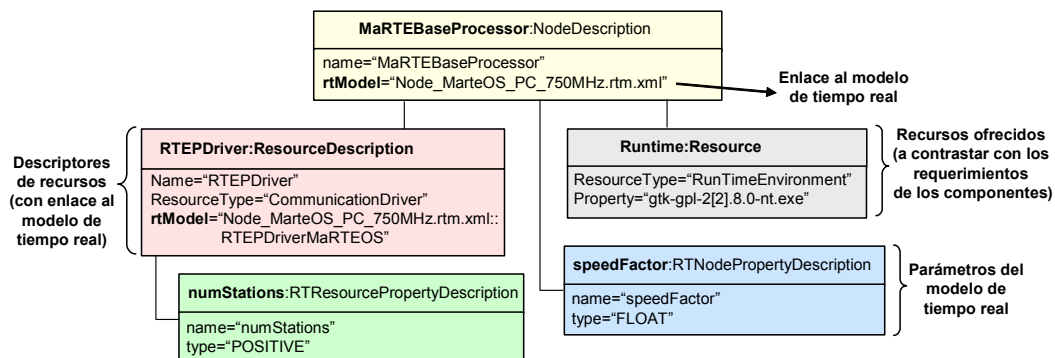 MaRTEBaseProcessor:NodeDescription
name=“MaRTEBaseProcessor”
rtModel=“Node_MarteOS_PC_750MHz.rtm.xml”
Enlace al modelo
de tiempo real
Descriptores
de recursos
(con enlace al
modelo de
tiempo real)
RTEPDriver:ResourceDescription
Name=“RTEPDriver”
ResourceType=“CommunicationDriver”
rtModel=“Node_MarteOS_PC_750MHz.rtm.xml::
RTEPDriverMaRTEOS”
Runtime:Resource
ResourceType=“RunTimeEnvironment”
Property=“gtk-gpl-2[2].8.0-nt.exe”
Recursos ofrecidos
(a contrastar con los
requerimientos
de los componentes)
numStations:RTResourcePropertyDescription
name=“numStations”
type=“POSITIVE”
speedFactor:RTNodePropertyDescription
name=“speedFactor”
type=“FLOAT”
Parámetros del
modelo de
tiempo real